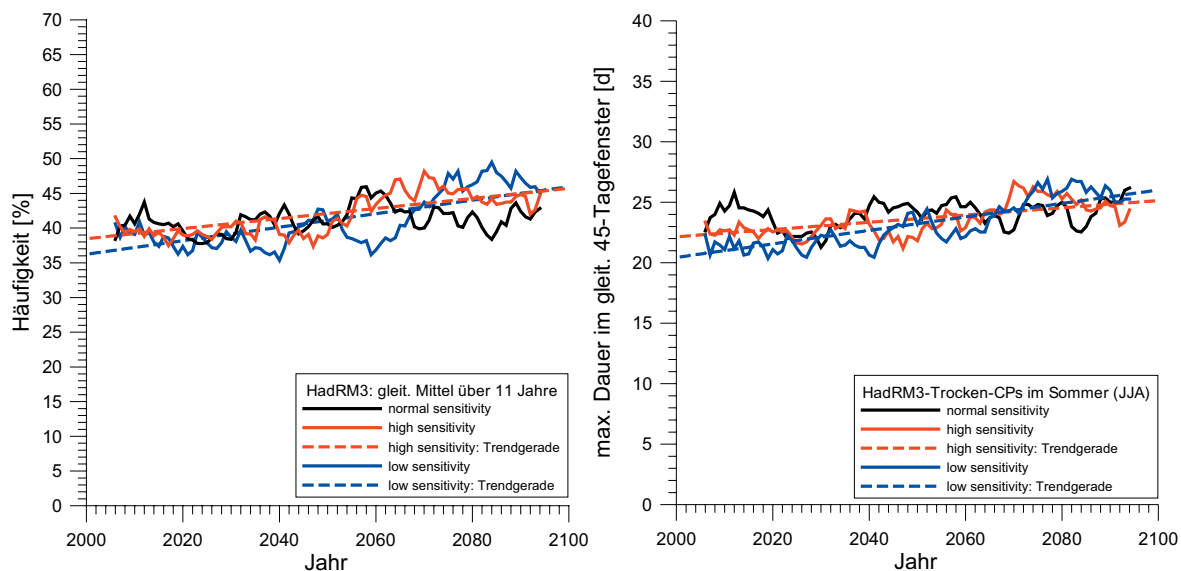 Häufigkeit [%]
70
65
60
55
50
45
40
35
30
25
20
15
10
5
0
HadRM3: gleit. Mittel über 11 Jahre
normal sensitivity
high sensitivity
high sensitivity: Trendgerade
low sensitivity
low sensitivity: Trendgerade
2000 2020 2040 2060 2080 2100
Jahr
max. Dauer im gleit. 45-Tagefenster [d]
40
35
30
25
20
15
10
5
0
HadRM3-Trocken-CPs im Sommer (JJA)
normal sensitivity
high sensitivity
high sensitivity: Trendgerade
low sensitivity
low sensitivity: Trendgerade
2000 2020 2040 2060 2080 2100
Jahr